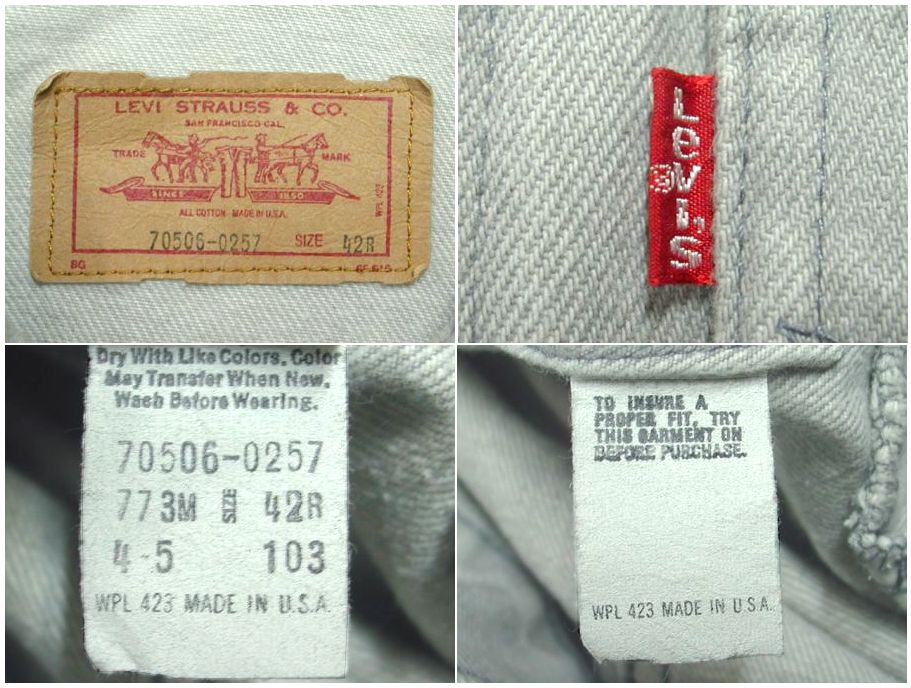 LEVI STRAUSS & CO.
SAN FRANCISCO CAL.
TRADE MARK
SINCE 1850
ALL COTTON MADE IN U.S.A.
WPL 423
70506-0257 SIZE 42R
BG
LEVI'S
®
Dry With Like Colors. Color
May Transfer When New.
Wash Before Wearing.
70506-0257
773M SIZE 42R
4-5 103
WPL 423 MADE IN U.S.A.
TO INSURE A
PROPER FIT, TRY
THIS GARMENT ON
BEFORE PURCHASE.
WPL 423 MADE IN U.S.A.